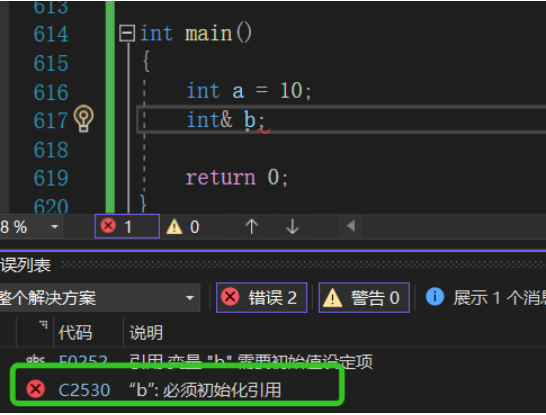 613
614 int main()
615 {
616 int a = 10;
617 int& b;
618
619 return 0;
620 }
8 % 1 0 ↑ ↓
误列表
整个解决方案 错误 2 警告 0 展示 1 个消息
代码 说明
abc E0252 引用 变量 "b" 需要初始值设定项
C2530 “b”: 必须初始化引用